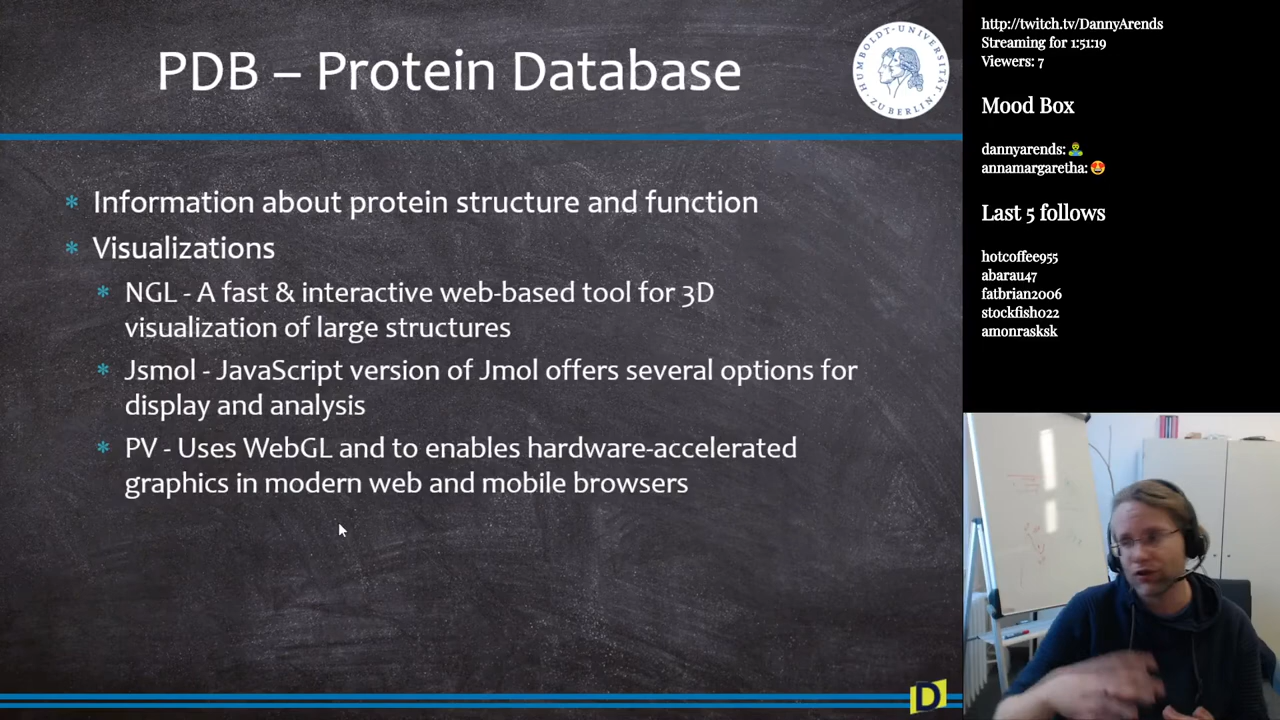 PDB – Protein Database
HUMBOLDT-UNIVERSITÄT ZU BERLIN
Information about protein structure and function
Visualizations
NGL - A fast & interactive web-based tool for 3D
visualization of large structures
Jsmol - JavaScript version of Jmol offers several options for
display and analysis
PV - Uses WebGL and to enables hardware-accelerated
graphics in modern web and mobile browsers
D
http://twitch.tv/DannyArends
Streaming for 1:51:19
Viewers: 7
Mood Box
dannyarends:
annamargaretha:
Last 5 follows
hotcoffee955
abarau47
fatbrian2006
stockfish022
amonrasksk